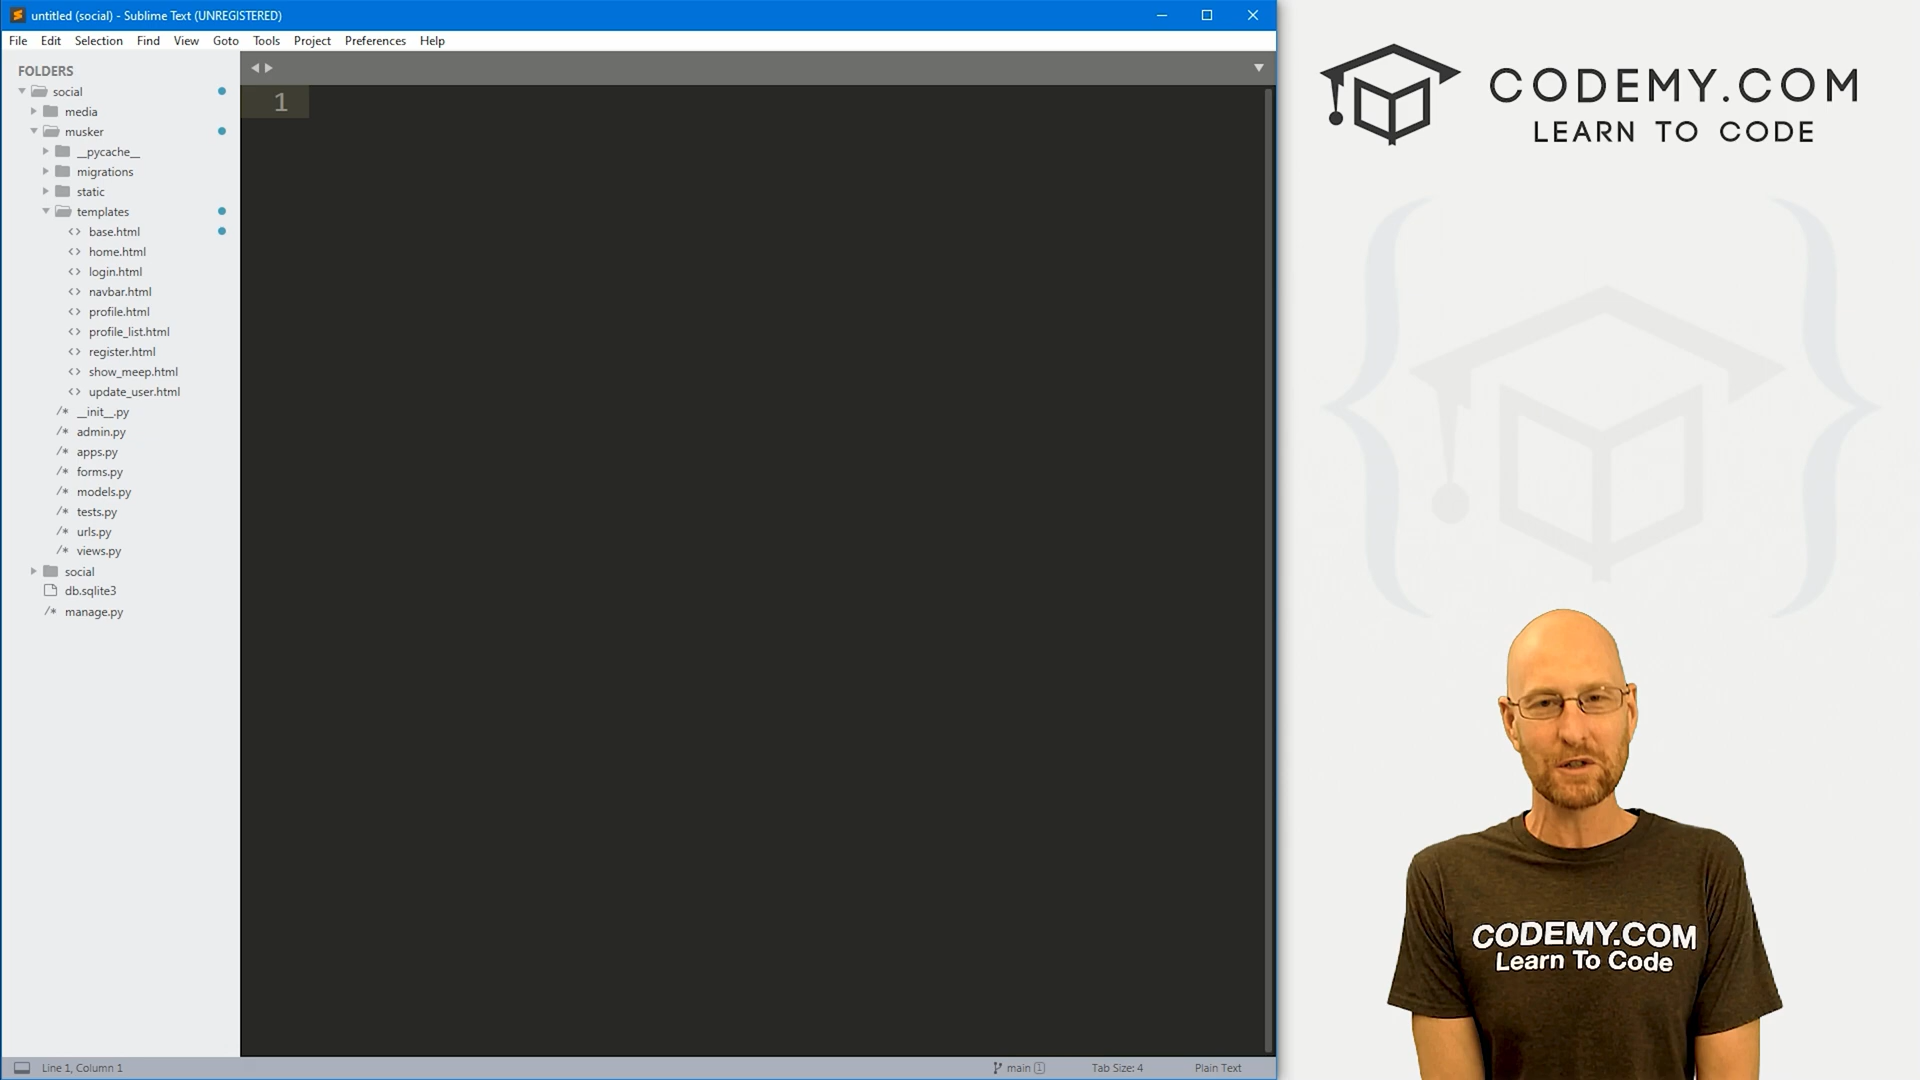 untitled (social) - Sublime Text (UNREGISTERED)
File Edit Selection Find View Goto Tools Project Preferences Help
FOLDERS
social
media
musker
__pycache__
migrations
static
templates
base.html
home.html
login.html
navbar.html
profile.html
profile_list.html
register.html
show_meep.html
update_user.html
__init__.py
admin.py
apps.py
forms.py
models.py
tests.py
urls.py
views.py
social
db.sqlite3
manage.py
1
Line 1, Column 1
main 1
Tab Size: 4
Plain Text
CODEMY.COM
LEARN TO CODE
CODEMY.COM
Learn To Code